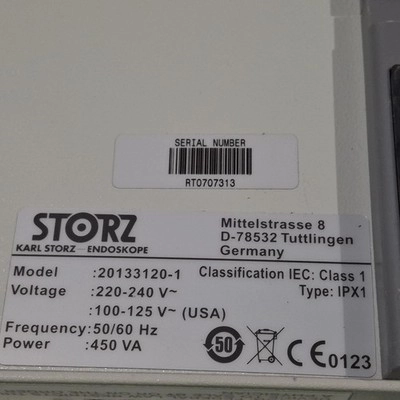 SERIAL NUMBER
RT0707313
STORZ
KARL STORZ—ENDOSKOPE
Mittelstrasse 8
D-78532 Tuttlingen
Germany
Model :20133120-1
Classification IEC: Class 1
Voltage :220-240 V~
Type: IPX1
:100-125 V~ (USA)
Frequency:50/60 Hz
Power :450 VA
50
CE0123